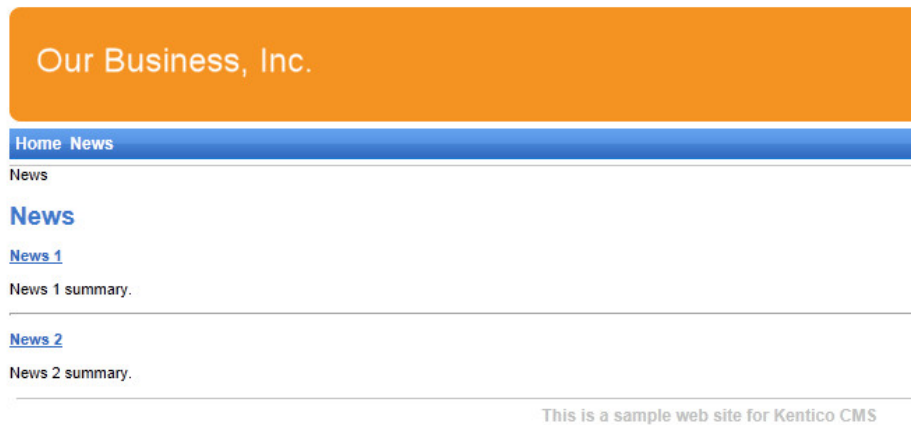 Our Business, Inc.
Home News
News
News
News 1
News 1 summary.
News 2
News 2 summary.
This is a sample web site for Kentico CMS